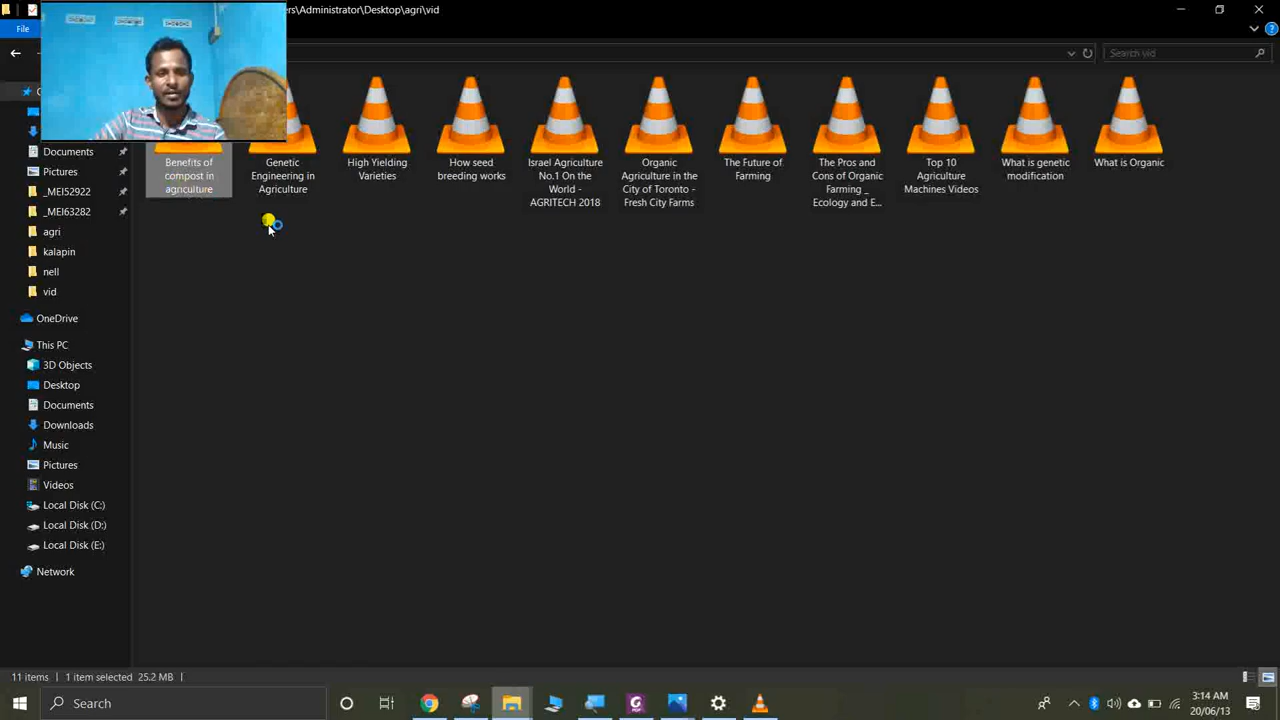 ers\Administrator\Desktop\agri\vid
File
Search vid
Documents
Pictures
_MEI52922
_MEI63282
agri
kalapin
nell
vid
OneDrive
This PC
3D Objects
Desktop
Documents
Downloads
Music
Pictures
Videos
Local Disk (C:)
Local Disk (D:)
Local Disk (E:)
Network
Benefits of
compost in
agriculture
Genetic
Engineering in
Agriculture
High Yielding
Varieties
How seed
breeding works
Israel Agriculture
No.1 On the
World -
AGRITECH 2018
Organic
Agriculture in the
City of Toronto -
Fresh City Farms
The Future of
Farming
The Pros and
Cons of Organic
Farming _
Ecology and E...
Top 10
Agriculture
Machines Videos
What is genetic
modification
What is Organic
11 items
1 item selected 25.2 MB
Search
3:14 AM
20/06/13